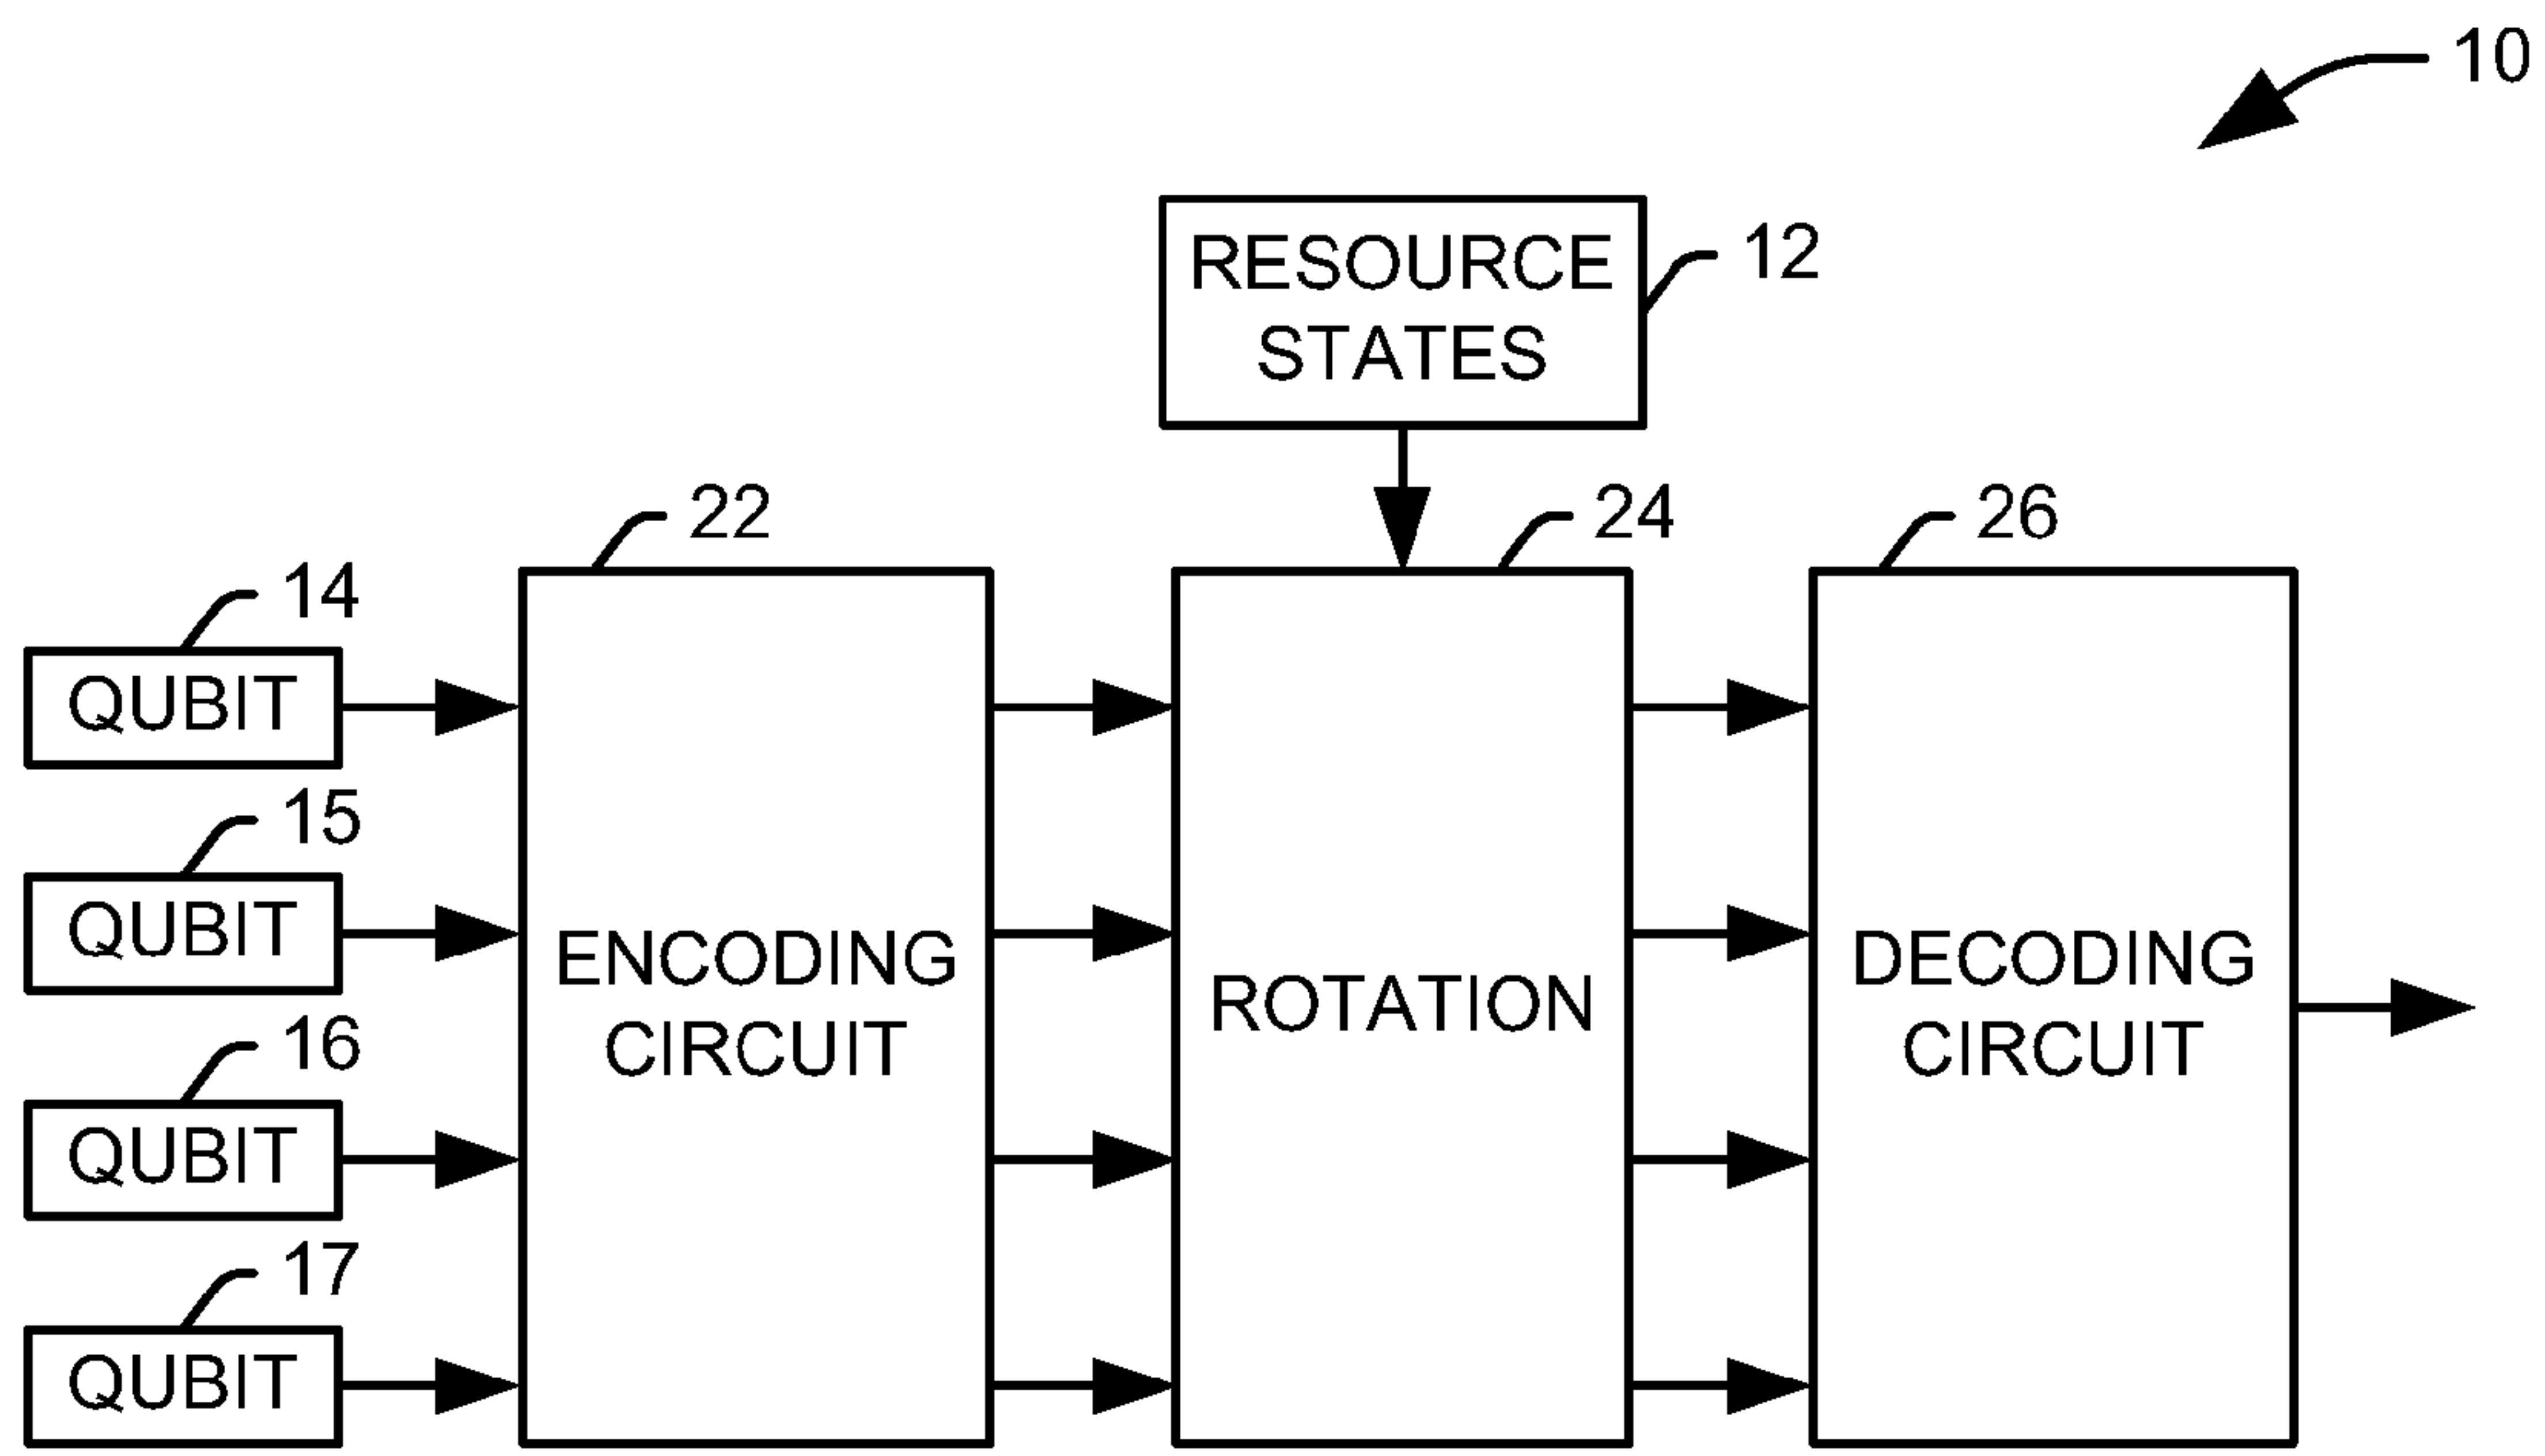 10
RESOURCE
STATES
12
22
24
26
14
QUBIT
15
QUBIT
16
QUBIT
17
QUBIT
ENCODING
CIRCUIT
ROTATION
DECODING
CIRCUIT